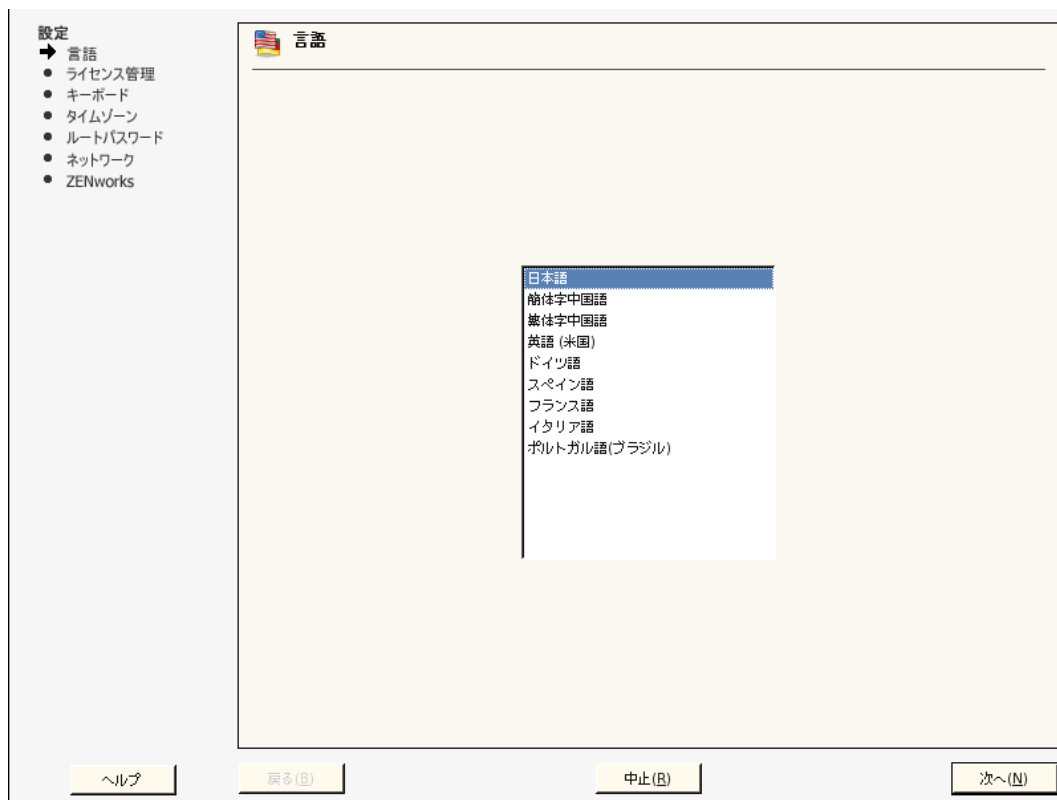 設定
言語
ライセンス管理
キーボード
タイムゾーン
ルートパスワード
ネットワーク
ZENworks
言語
日本語
簡体字中国語
繁体字中国語
英語 (米国)
ドイツ語
スペイン語
フランス語
イタリア語
ポルトガル語(ブラジル)
ヘルプ
戻る(B)
中止(R)
次へ(N)